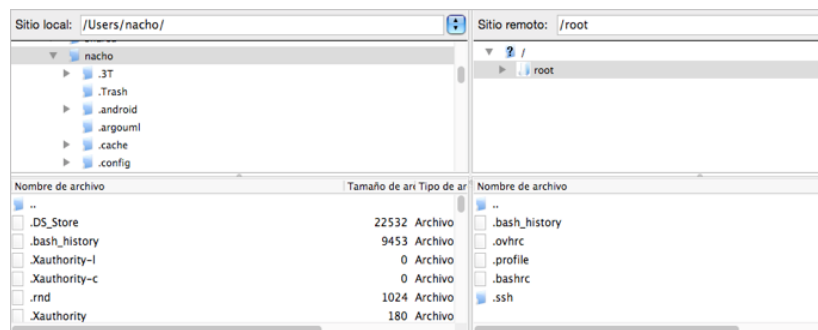 Sitio local: /Users/nacho/
nacho
.3T
.Trash
.android
.argouml
.cache
.config
Nombre de archivo Tamaño de ar Tipo de ar
..
.DS_Store 22532 Archivo
.bash_history 9453 Archivo
.Xauthority-l 0 Archivo
.Xauthority-c 0 Archivo
.rnd 1024 Archivo
.Xauthority 180 Archivo
Sitio remoto: /root
/
root
Nombre de archivo
..
.bash_history
.ovhrc
.profile
.bashrc
.ssh